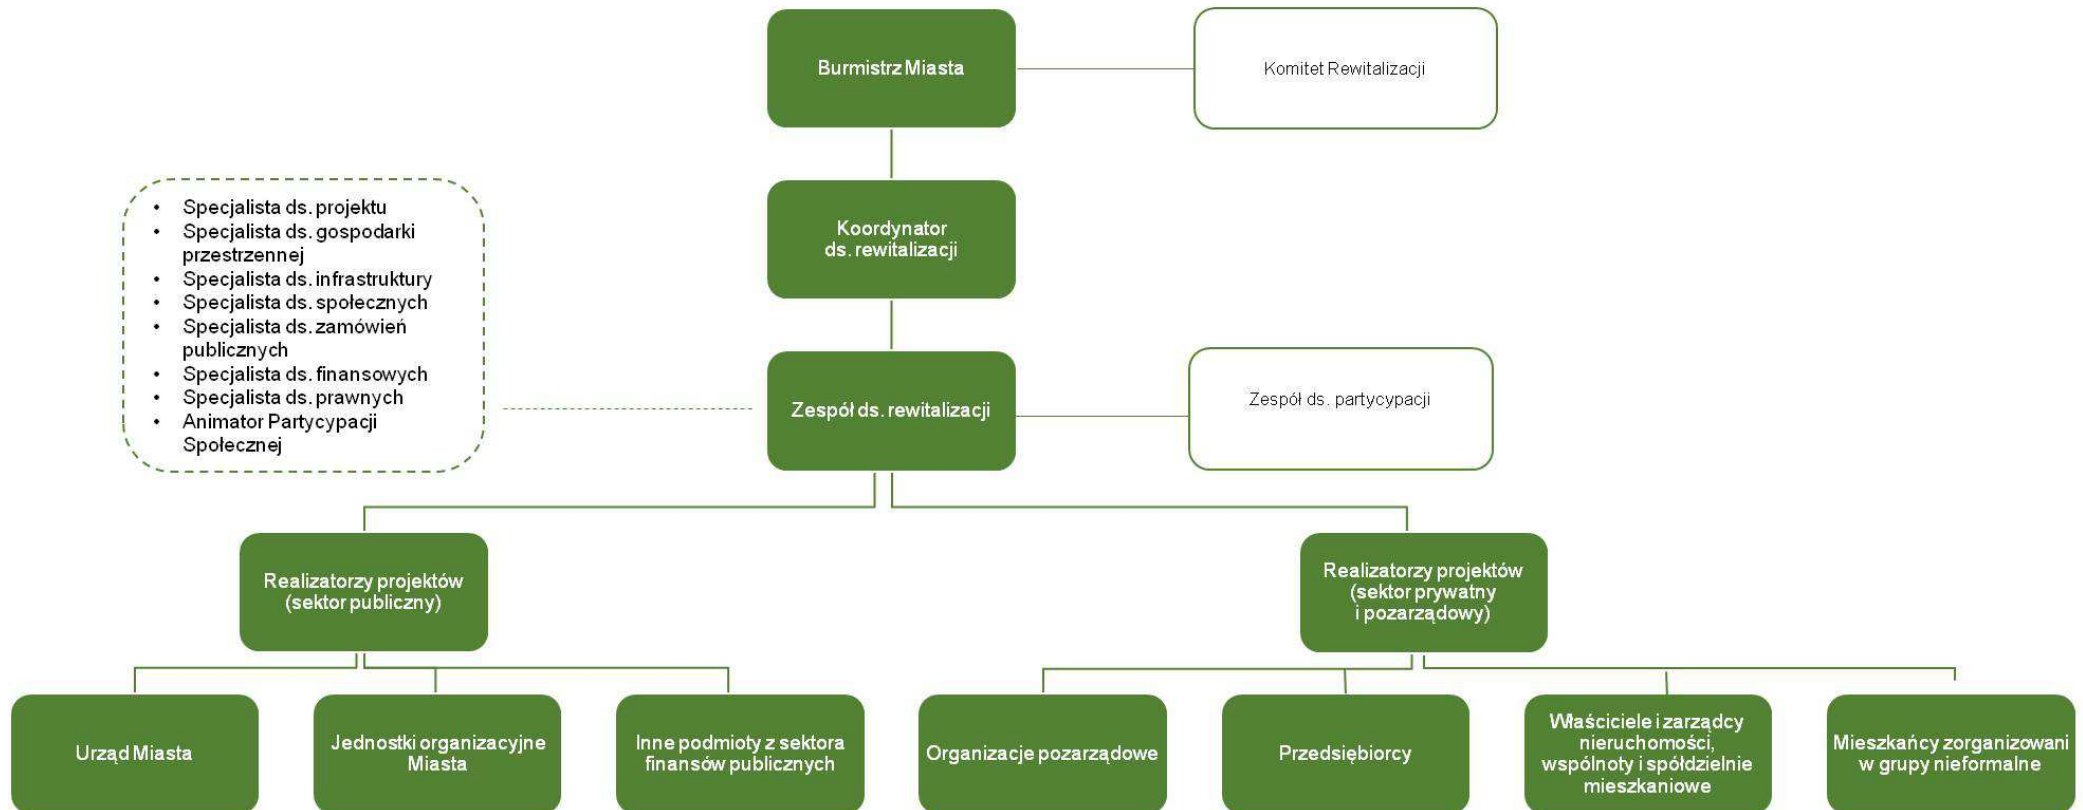 Burmistrz Miasta
Komitet Rewitalizacji
Koordynator
ds. rewitalizacji
• Specjalista ds. projektu
• Specjalista ds. gospodarki
przestrzennej
• Specjalista ds. infrastruktury
• Specjalista ds. społecznych
• Specjalista ds. zamówień
publicznych
• Specjalista ds. finansowych
• Specjalista ds. prawnych
• Animator Partycypacji
Społecznej
Zespół ds. rewitalizacji
Zespół ds. partycypacji
Realizatorzy projektów
(sektor publiczny)
Realizatorzy projektów
(sektor prywatny
i pozarządowy)
Urząd Miasta
Jednostki organizacyjne
Miasta
Inne podmioty z sektora
finansów publicznych
Organizacje pozarządowe
Przedsiębiorcy
Właściciele i zarządcy
nieruchomości,
wspólnoty i spółdzielnie
mieszkaniowe
Mieszkańcy zorganizowani
w grupy nieformalne